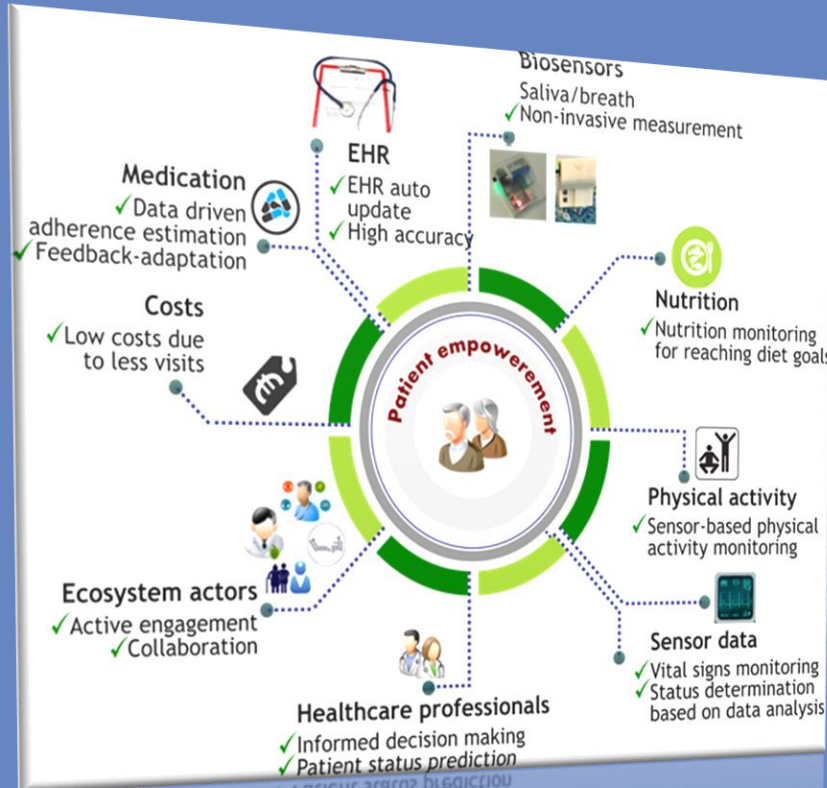 Biosensors
Saliva/breath
✓Non-invasive measurement
EHR
✓EHR auto
update
✓High accuracy
Medication
✓Data driven
adherence estimation
✓Feedback-adaptation
Costs
✓Low costs due
to less visits
Nutrition
✓Nutrition monitoring
for reaching diet goals
Patient empowerement
Physical activity
✓Sensor-based physical
activity monitoring
Ecosystem actors
✓Active engagement
✓Collaboration
Sensor data
✓Vital signs monitoring
✓Status determination
based on data analysis
Healthcare professionals
✓Informed decision making
✓Patient status prediction